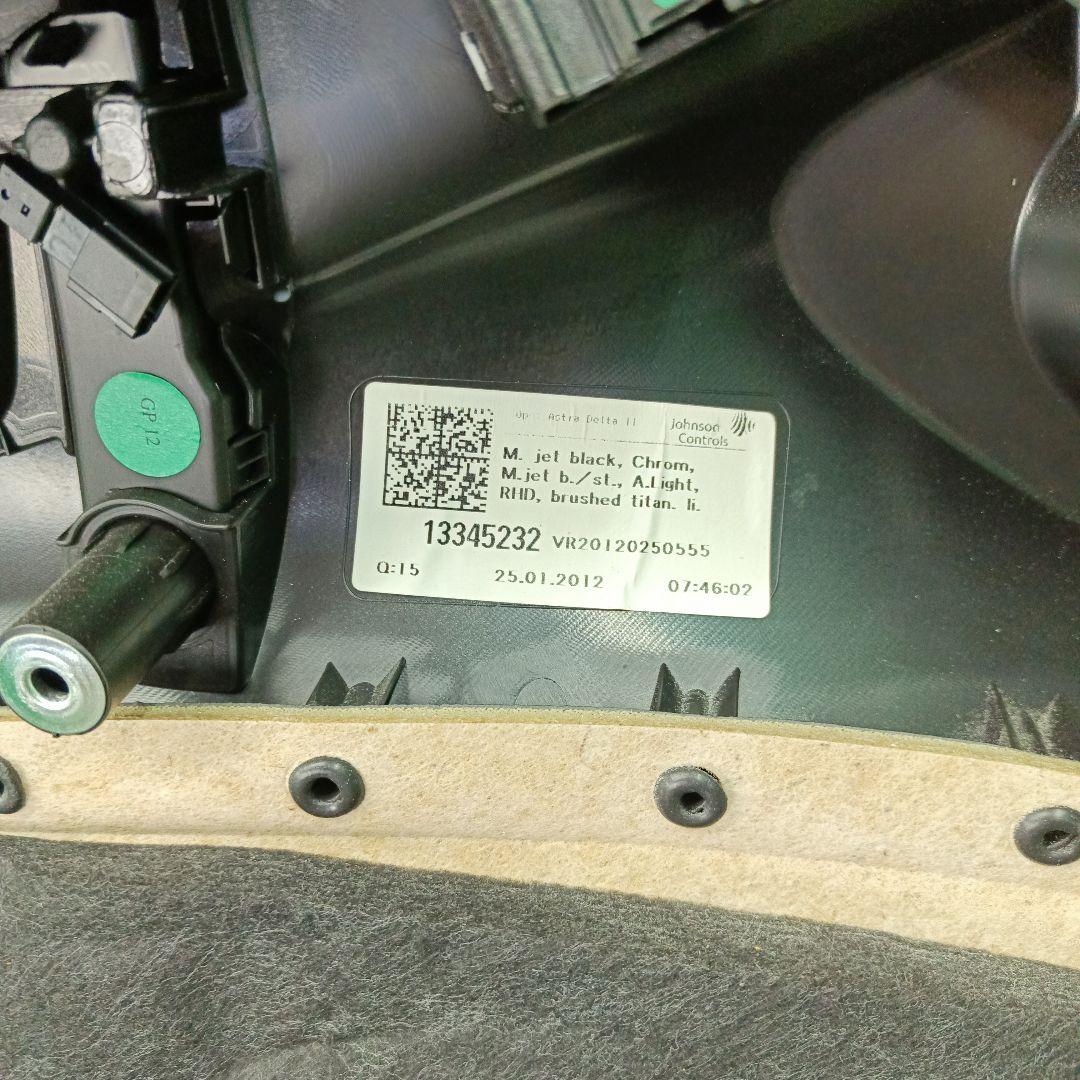 Astra Delta II
Johnson
Controls
M. jet black, Chrom,
M.jet b./st., A.Light,
RHD, brushed titan. li.
13345232 VR20120250555
Q:15 25.01.2012 07:46:02
GP 12